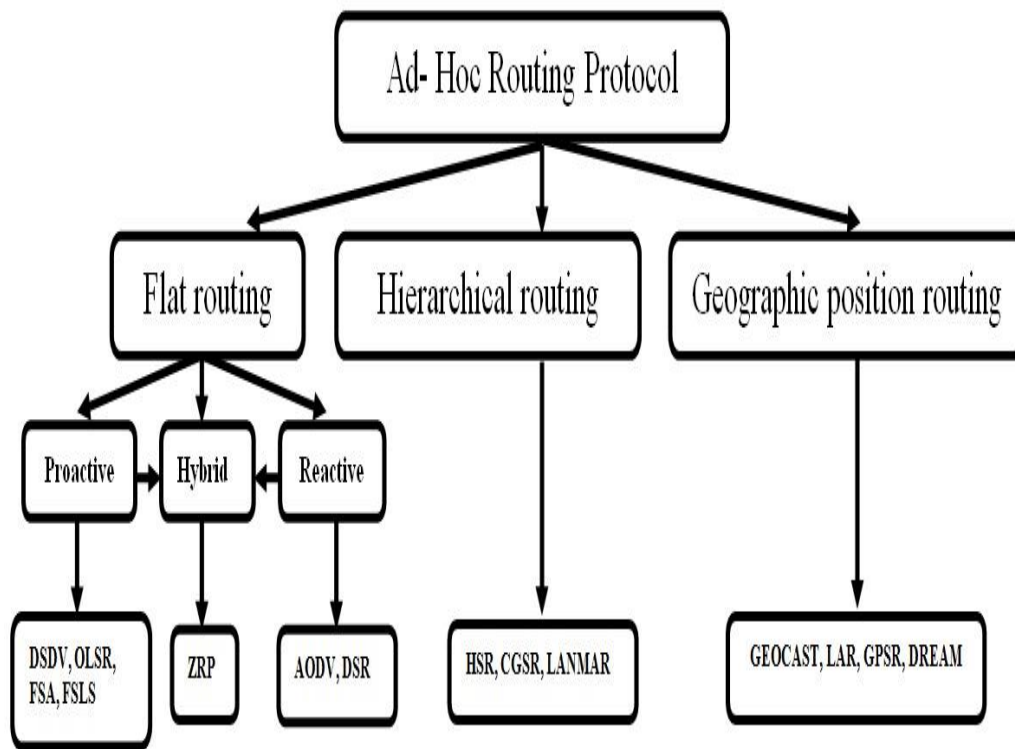 Ad- Hoc Routing Protocol
Flat routing
Hierarchical routing
Geographic position routing
Proactive
Hybrid
Reactive
DSDV, OLSR,
FSA, FSLS
ZRP
AODV, DSR
HSR, CGSR, LANMAR
GEOCAST, LAR, GPSR, DREAM